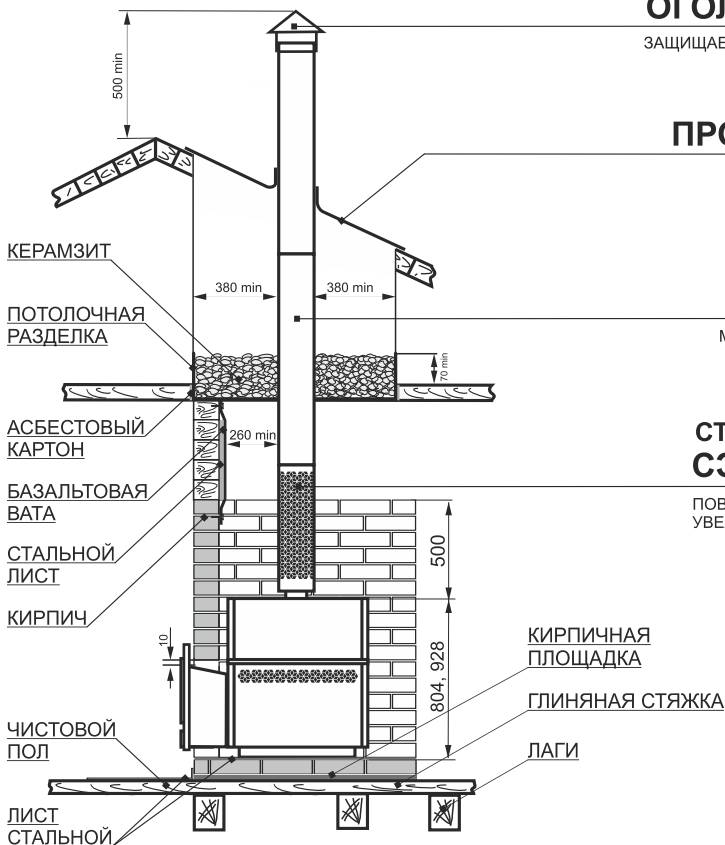 ОГОЛ
ЗАЩИЩАЕ
500 min
ПРО
КЕРАМЗИТ
380 min
380 min
ПОТОЛОЧНАЯ
РАЗДЕЛКА
М
70 min
АСБЕСТОВЫЙ
КАРТОН
260 min
СТ
СЭ
БАЗАЛЬТОВАЯ
ВАТА
ПОВ
УВЕ
СТАЛЬНОЙ
ЛИСТ
500
КИРПИЧ
10
КИРПИЧНАЯ
ПЛОЩАДКА
804, 928
ГЛИНЯНАЯ СТЯЖКА
ЧИСТОВОЙ
ПОЛ
ЛАГИ
ЛИСТ
СТАЛЬНОЙ